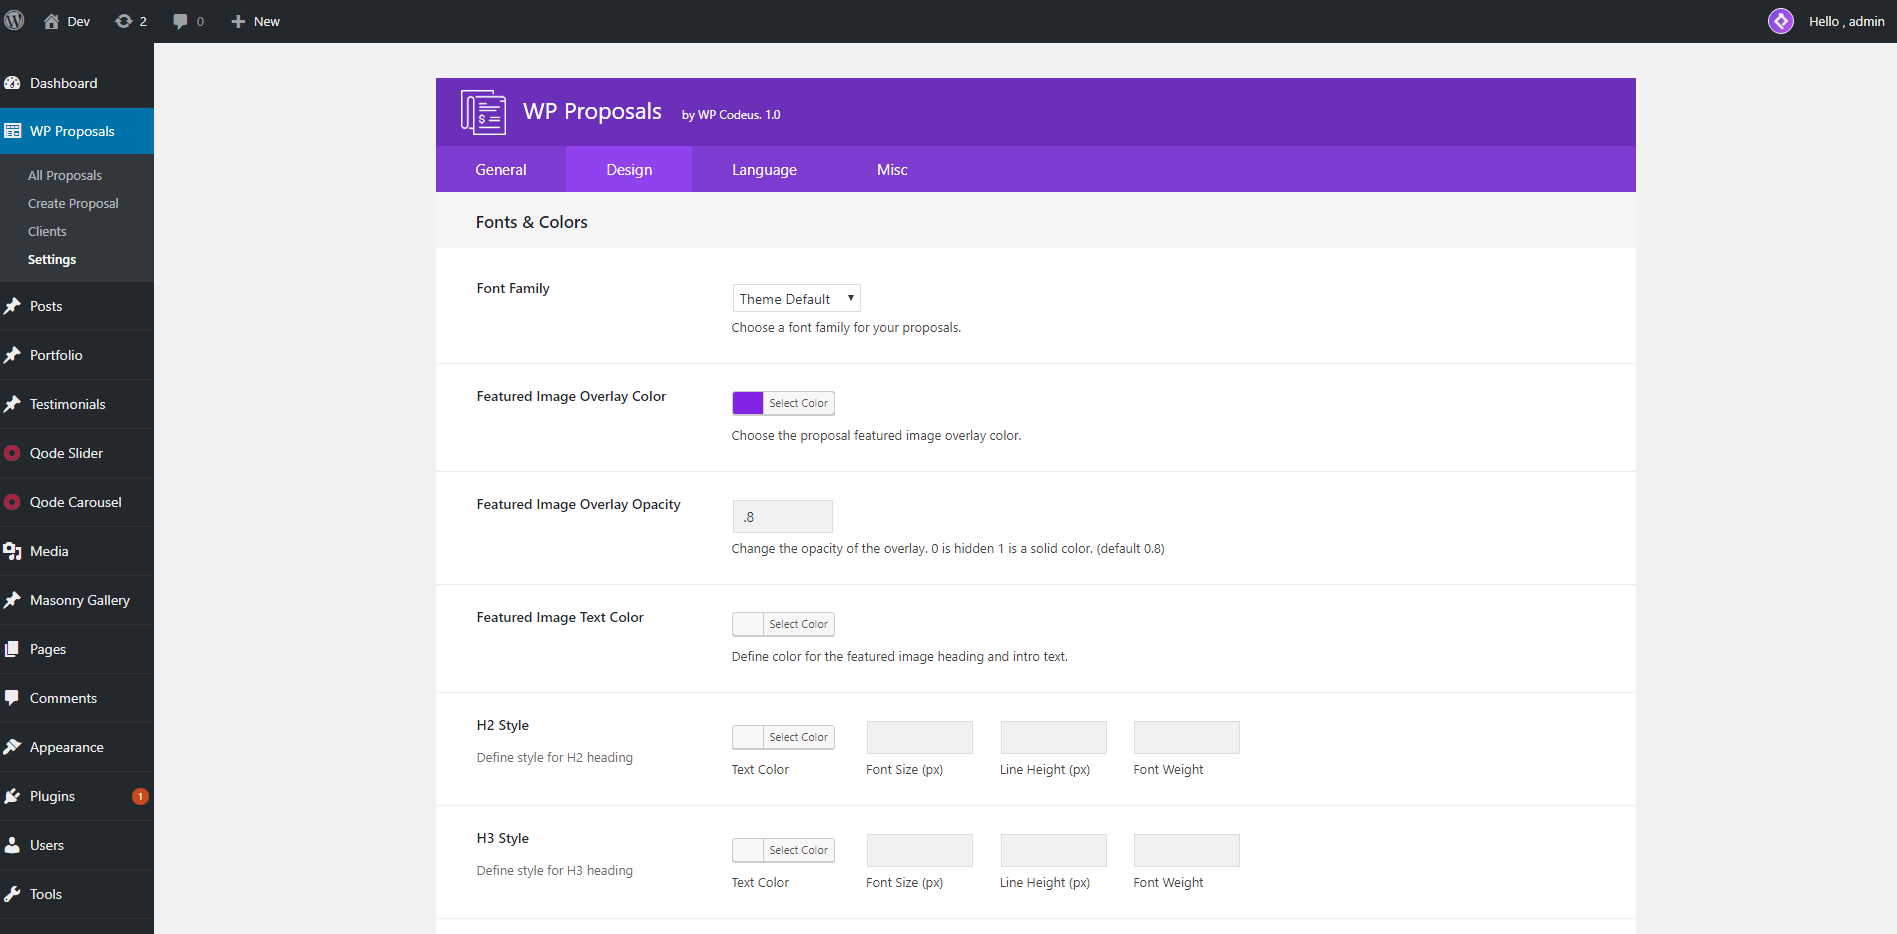 Dev
2
0
New
Hello , admin
Dashboard
WP Proposals
All Proposals
Create Proposal
Clients
Settings
Posts
Portfolio
Testimonials
Qode Slider
Qode Carousel
Media
Masonry Gallery
Pages
Comments
Appearance
Plugins 1
Users
Tools
WP Proposals by WP Codeus. 1.0
General Design Language Misc
Fonts & Colors
Font Family
Theme Default
Choose a font family for your proposals.
Featured Image Overlay Color
Select Color
Choose the proposal featured image overlay color.
Featured Image Overlay Opacity
.8
Change the opacity of the overlay. 0 is hidden 1 is a solid color. (default 0.8)
Featured Image Text Color
Select Color
Define color for the featured image heading and intro text.
H2 Style
Define style for H2 heading
Select Color
Text Color Font Size (px) Line Height (px) Font Weight
H3 Style
Define style for H3 heading
Select Color
Text Color Font Size (px) Line Height (px) Font Weight